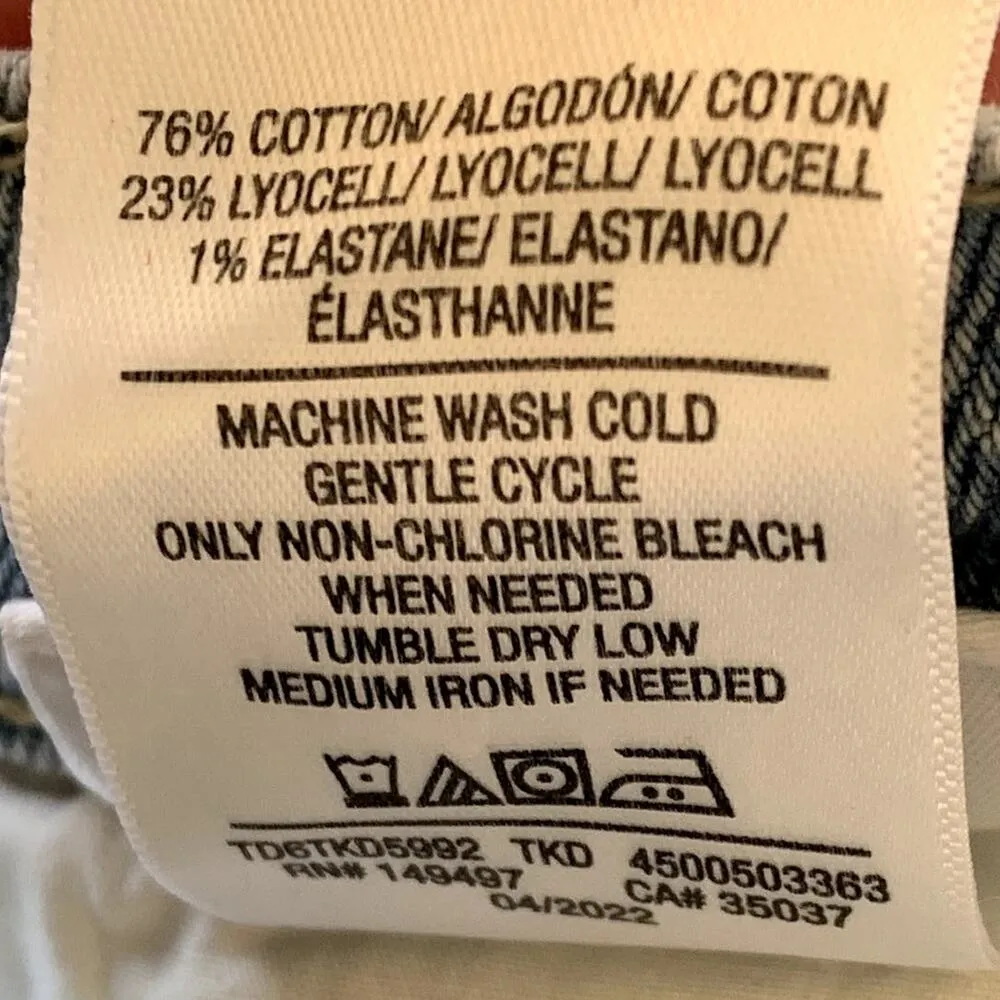 76% COTTON/ ALGODÓN/ COTON
23% LYOCELL/ LYOCELL/ LYOCELL
1% ELASTANE/ ELASTANO/
ÉLASTHANNE
MACHINE WASH COLD
GENTLE CYCLE
ONLY NON-CHLORINE BLEACH
WHEN NEEDED
TUMBLE DRY LOW
MEDIUM IRON IF NEEDED
TD6TKD5992 TKD 4500503363
RN# 149497 CA# 35037
04/2022